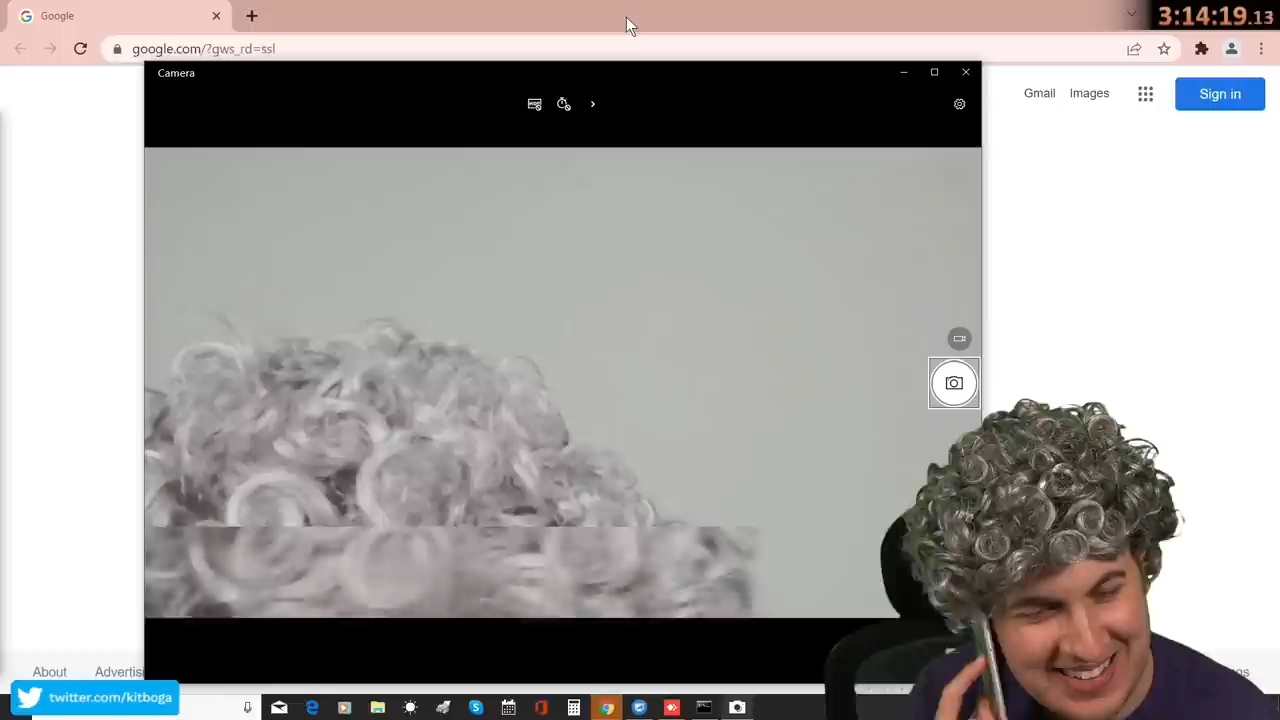 Google
3:14:19.13
google.com/?gws_rd=ssl
Camera
Gmail
Images
Sign in
About
twitter.com/kitboga